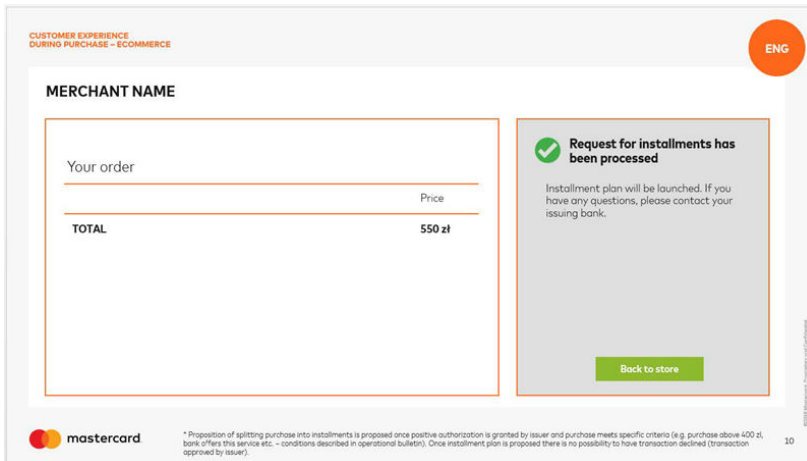 CUSTOMER EXPERIENCE
DURING PURCHASE – ECOMMERCE
ENG
MERCHANT NAME
Your order
Price
TOTAL 550 zł
Request for installments has
been processed
Installment plan will be launched. If you
have any questions, please contact your
issuing bank.
Back to store
mastercard
* Proposition of splitting purchase into installments is proposed once positive authorization is granted by issuer and purchase meets specific criteria (e.g. purchase above 400 zl,
bank offers this service etc. – conditions described in operational bulletin). Once installment plan is proposed there is no possibility to have transaction declined (transaction
approved by issuer).
10